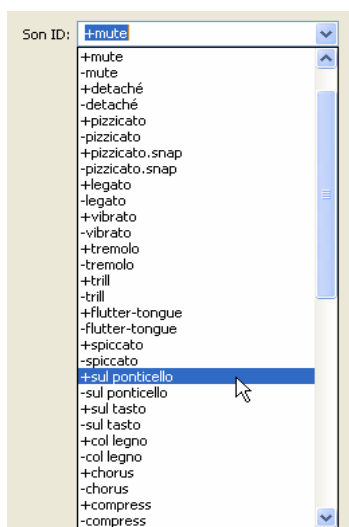 Son ID: +mute
+mute
-mute
+detaché
-detaché
+pizzicato
-pizzicato
+pizzicato.snap
-pizzicato.snap
+legato
-legato
+vibrato
-vibrato
+tremolo
-tremolo
+trill
-trill
+flutter-tongue
-flutter-tongue
+spiccato
-spiccato
+sul ponticello
-sul ponticello
+sul tasto
-sul tasto
+col legno
-col legno
+chorus
-chorus
+compress
-compress